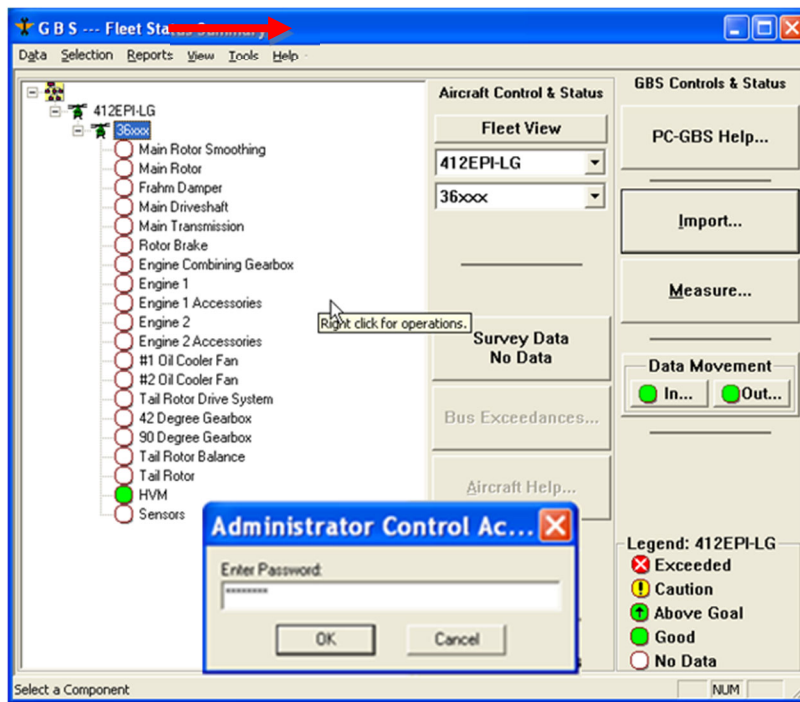 G B S --- Fleet Status Summary
Data Selection Reports View Tools Help
412EPI-LG
36xxx
Main Rotor Smoothing
Main Rotor
Frahm Damper
Main Driveshaft
Main Transmission
Rotor Brake
Engine Combining Gearbox
Engine 1
Engine 1 Accessories
Engine 2
Engine 2 Accessories
#1 Oil Cooler Fan
#2 Oil Cooler Fan
Tail Rotor Drive System
42 Degree Gearbox
90 Degree Gearbox
Tail Rotor Balance
Tail Rotor
HVM
Sensors
Right click for operations.
Aircraft Control & Status
Fleet View
412EPI-LG
36xxx
Survey Data
No Data
Bus Exceedances...
Aircraft Help...
GBS Controls & Status
PC-GBS Help...
Import...
Measure...
Data Movement
In... Out...
Legend: 412EPI-LG
Exceeded
Caution
Above Goal
Good
No Data
Administrator Control Ac...
Enter Password:
********
OK Cancel
Select a Component
NUM